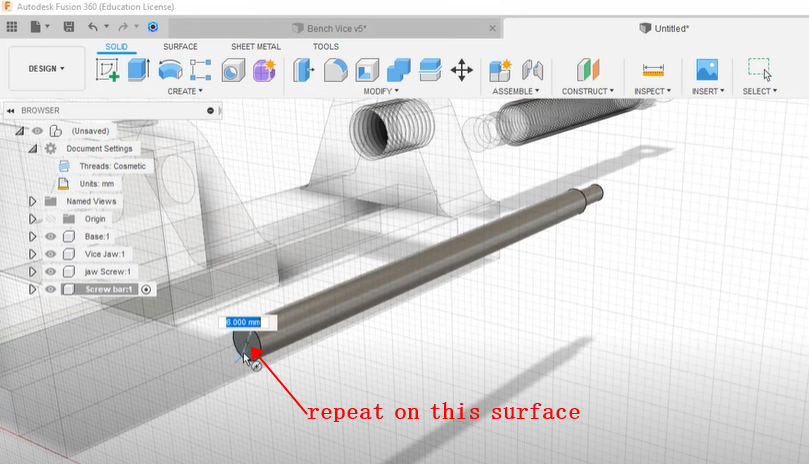 Autodesk Fusion 360 (Education License)
Bench Vice v5*
Untitled*
SOLID SURFACE SHEET METAL TOOLS
DESIGN
CREATE MODIFY ASSEMBLE CONSTRUCT INSPECT INSERT SELECT
BROWSER
(Unsaved)
Document Settings
Threads: Cosmetic
Units: mm
Named Views
Origin
Base:1
Vice Jaw:1
jaw Screw:1
Screw bar:1
6.000 mm
repeat on this surface